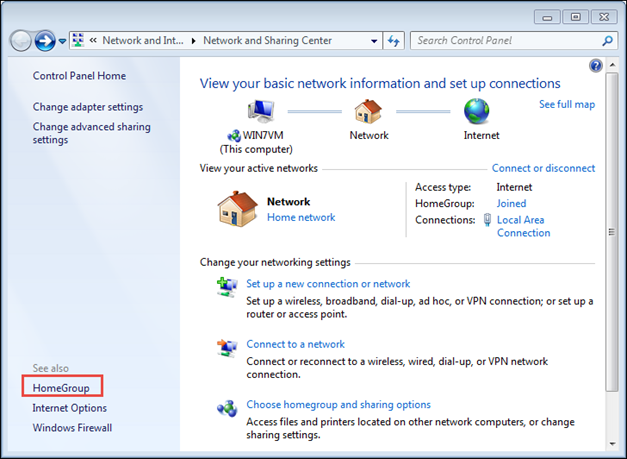 « Network and Int... ▸ Network and Sharing Center
Search Control Panel
Control Panel Home
Change adapter settings
Change advanced sharing
settings
See also
HomeGroup
Internet Options
Windows Firewall
View your basic network information and set up connections
See full map
WIN7VM
(This computer)
Network
Internet
View your active networks
Connect or disconnect
Network
Home network
Access type: Internet
HomeGroup: Joined
Connections: Local Area
Connection
Change your networking settings
Set up a new connection or network
Set up a wireless, broadband, dial-up, ad hoc, or VPN connection; or set up a
router or access point.
Connect to a network
Connect or reconnect to a wireless, wired, dial-up, or VPN network
connection.
Choose homegroup and sharing options
Access files and printers located on other network computers, or change
sharing settings.